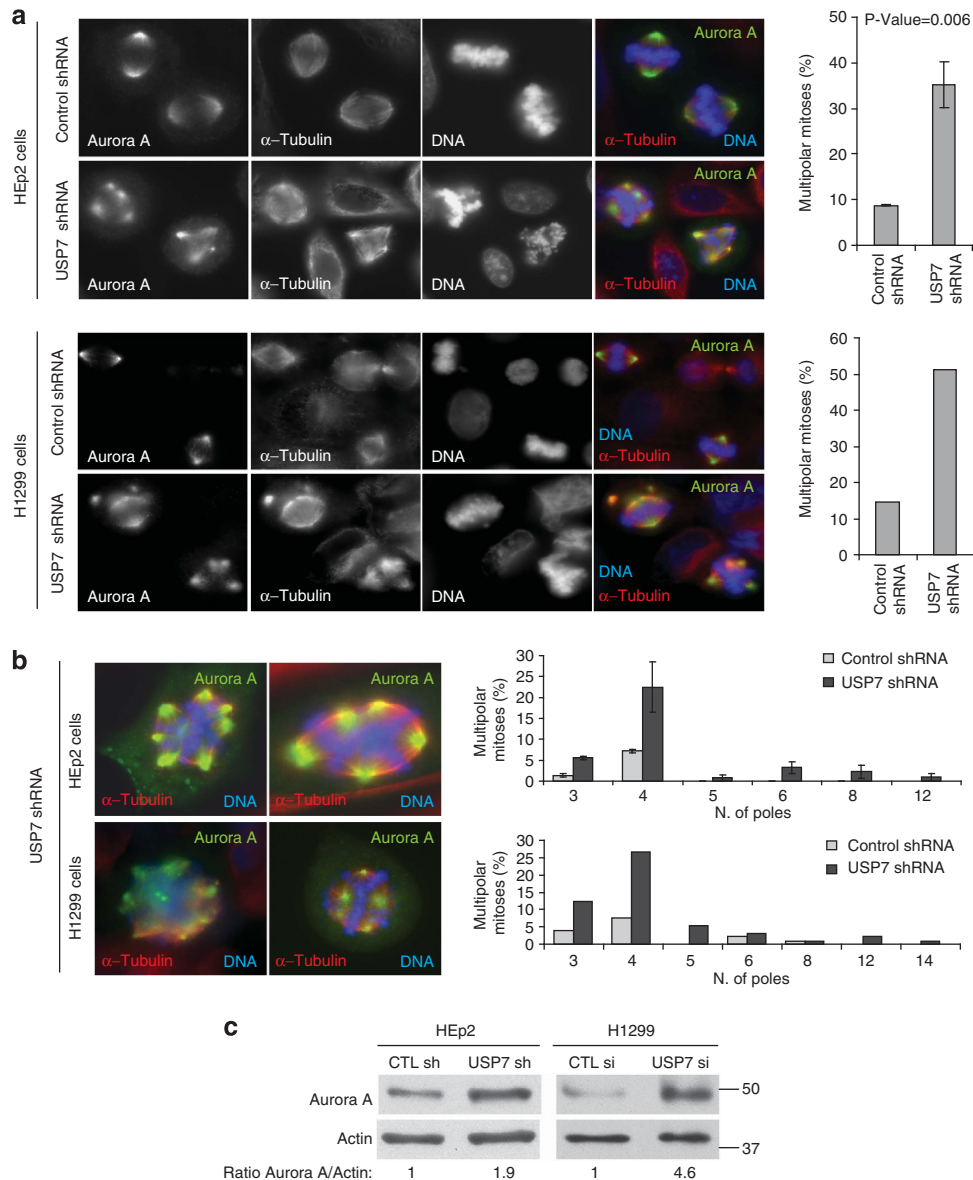 a
HEp2 cells
Control shRNA
Aurora A
α–Tubulin
DNA
Aurora A
α–Tubulin
DNA
USP7 shRNA
Aurora A
α–Tubulin
DNA
Aurora A
α–Tubulin
DNA
P-Value=0.006
Multipolar mitoses (%)
50
40
30
20
10
0
Control shRNA
USP7 shRNA
H1299 cells
Control shRNA
Aurora A
α–Tubulin
DNA
Aurora A
DNA
α–Tubulin
USP7 shRNA
Aurora A
α–Tubulin
DNA
Aurora A
DNA
α–Tubulin
Multipolar mitoses (%)
60
50
40
30
20
10
0
Control shRNA
USP7 shRNA
b
USP7 shRNA
HEp2 cells
Aurora A
α–Tubulin
DNA
Aurora A
α–Tubulin
DNA
H1299 cells
Aurora A
α–Tubulin
DNA
Aurora A
α–Tubulin
DNA
Multipolar mitoses (%)
30
25
20
15
10
5
0
Control shRNA
USP7 shRNA
3 4 5 6 8 12
N. of poles
Multipolar mitoses (%)
30
25
20
15
10
5
0
Control shRNA
USP7 shRNA
3 4 5 6 8 12 14
N. of poles
c
HEp2 H1299
CTL sh USP7 sh CTL si USP7 si
Aurora A
50
Actin
37
Ratio Aurora A/Actin: 1 1.9 1 4.6